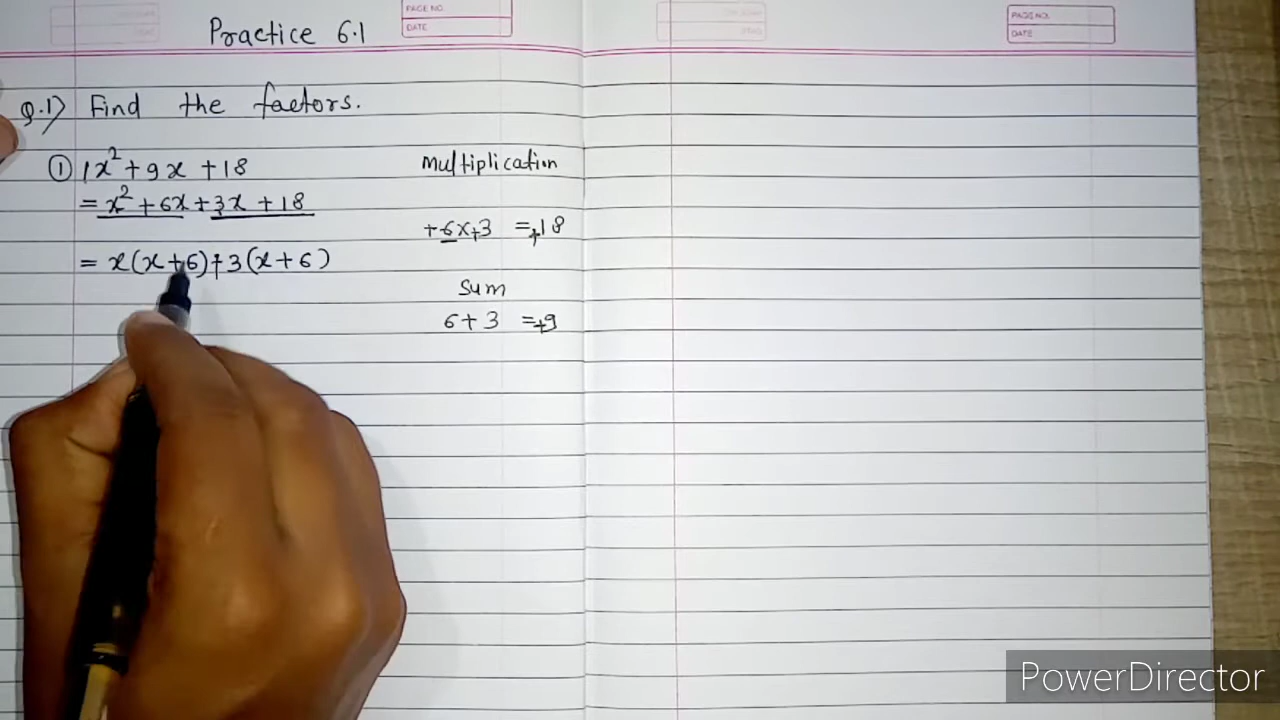 PAGE NO.
DATE
PAGE NO.
DATE
Practice 6.1
Q.1) Find the factors.
① 1x² + 9x + 18
= x² + 6x + 3x + 18
= x(x+6)+3(x+6)
Multiplication
+6x+3 =+18
Sum
6+3 =+9
PowerDirector